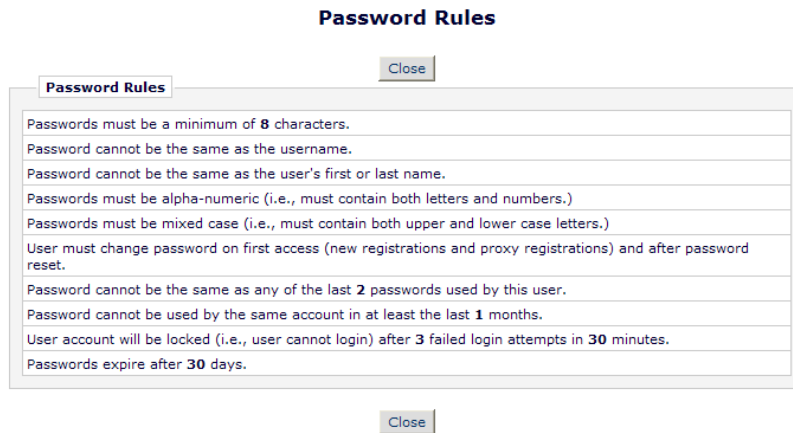 Password Rules
Close
Password Rules
Passwords must be a minimum of 8 characters.
Password cannot be the same as the username.
Password cannot be the same as the user's first or last name.
Passwords must be alpha-numeric (i.e., must contain both letters and numbers.)
Passwords must be mixed case (i.e., must contain both upper and lower case letters.)
User must change password on first access (new registrations and proxy registrations) and after password
reset.
Password cannot be the same as any of the last 2 passwords used by this user.
Password cannot be used by the same account in at least the last 1 months.
User account will be locked (i.e., user cannot login) after 3 failed login attempts in 30 minutes.
Passwords expire after 30 days.
Close